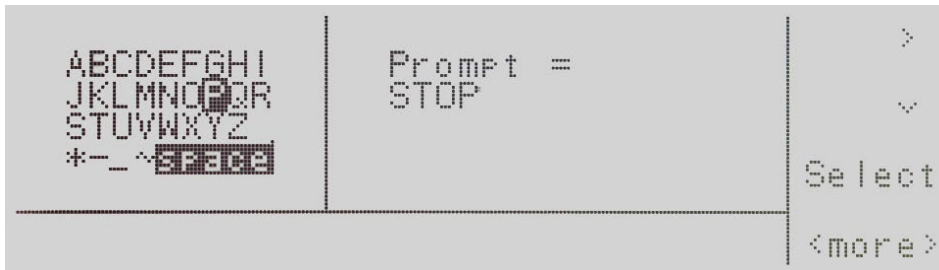 ABCDEFGHI
JKLMNOPQR
STUVWXYZ
*-_~space
Prompt =
STOP
>
⌄
Select
<more>